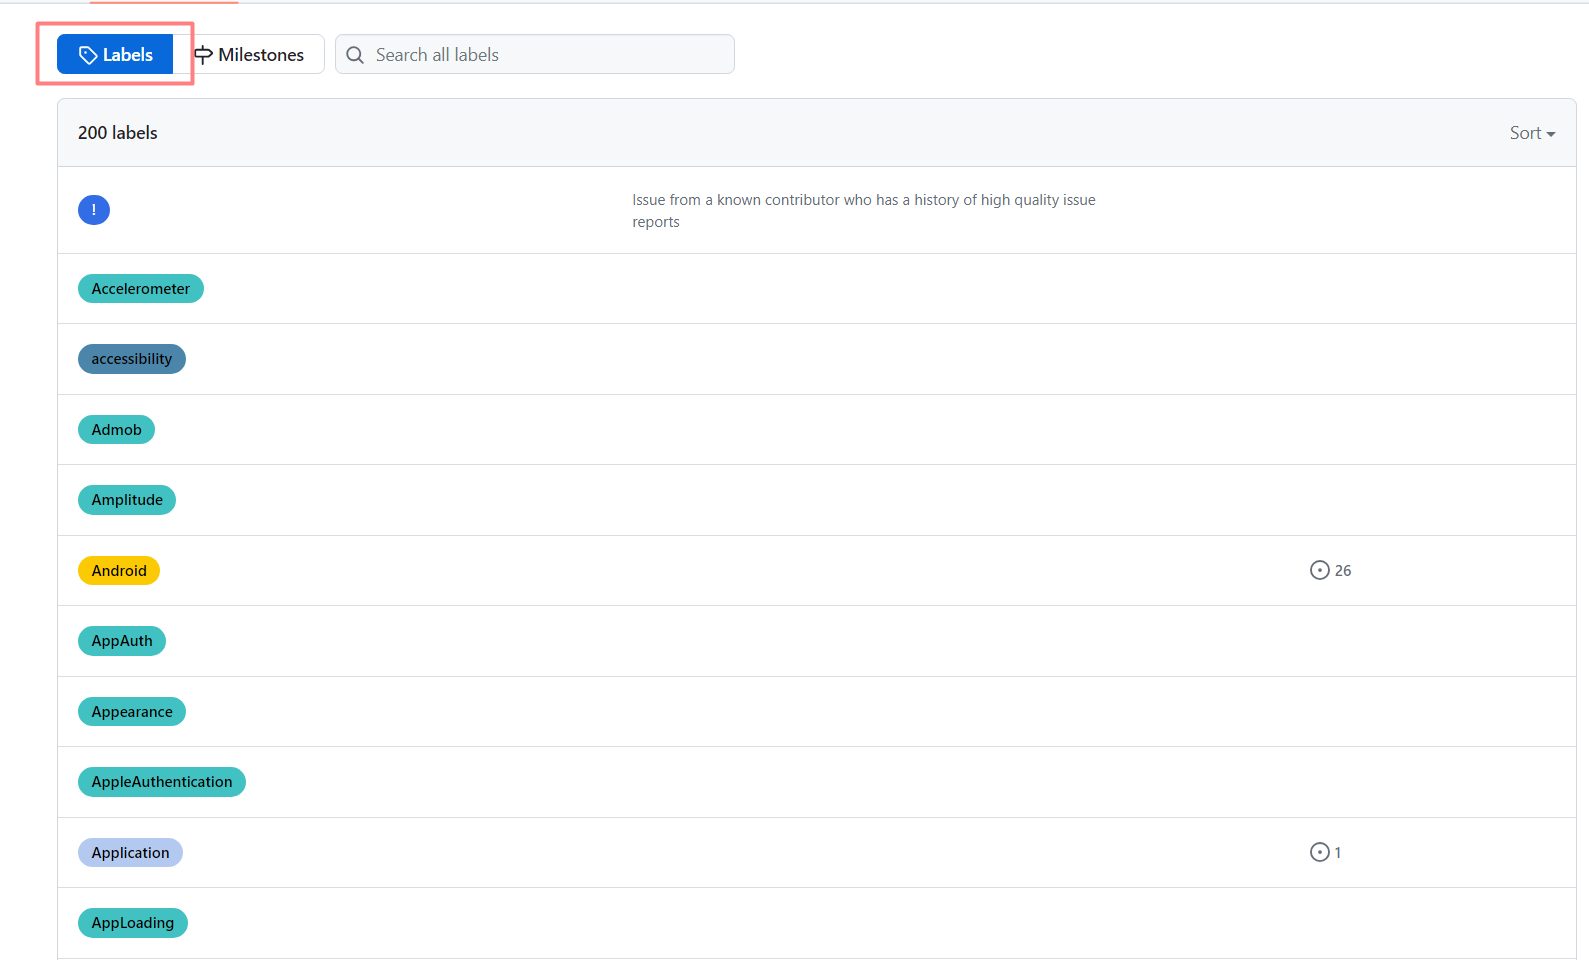 Labels
Milestones
Search all labels
200 labels
Sort
!
Issue from a known contributor who has a history of high quality issue
reports
Accelerometer
accessibility
Admob
Amplitude
Android
26
AppAuth
Appearance
AppleAuthentication
Application
1
AppLoading